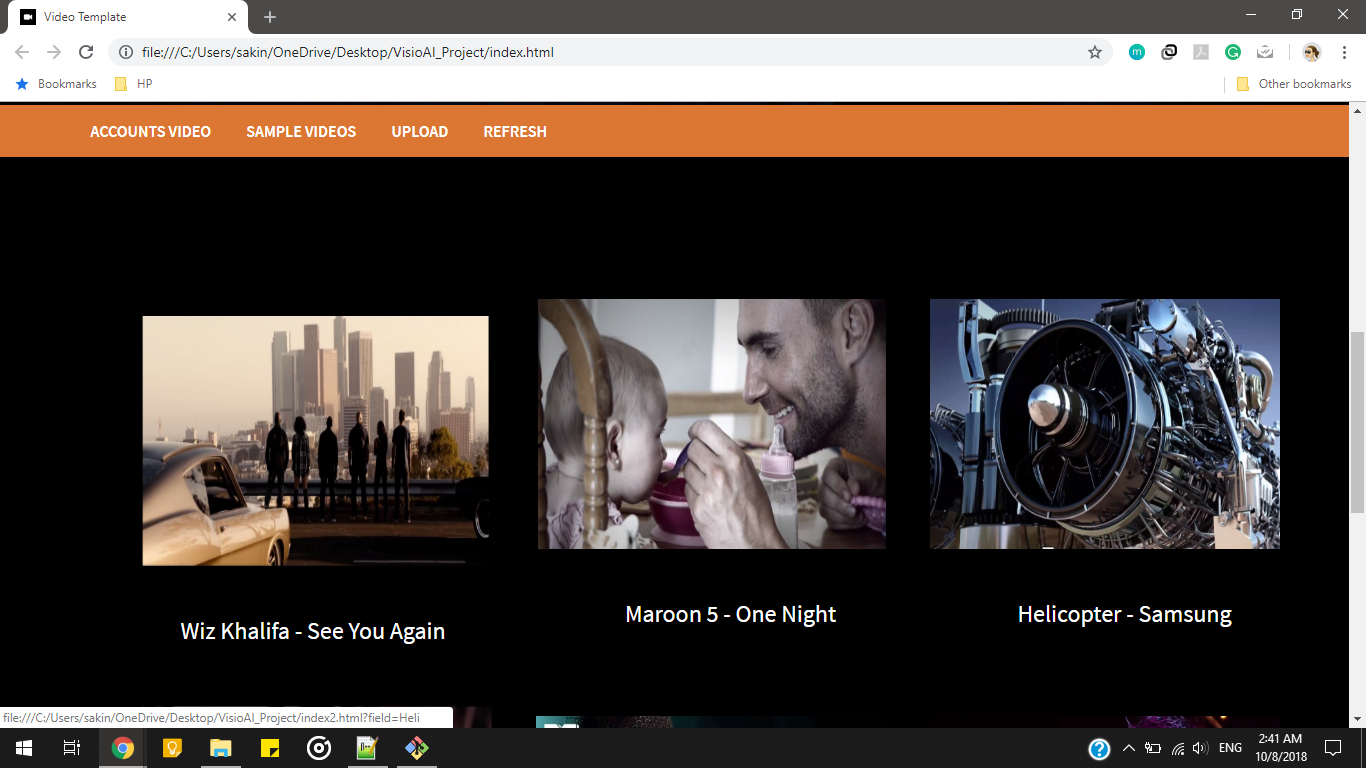 Video Template
file:///C:/Users/sakin/OneDrive/Desktop/VisioAI_Project/index.html
Bookmarks HP Other bookmarks
ACCOUNTS VIDEO SAMPLE VIDEOS UPLOAD REFRESH
Wiz Khalifa - See You Again
Maroon 5 - One Night
Helicopter - Samsung
file:///C:/Users/sakin/OneDrive/Desktop/VisioAI_Project/index2.html?field=Heli
ENG
2:41 AM
10/8/2018